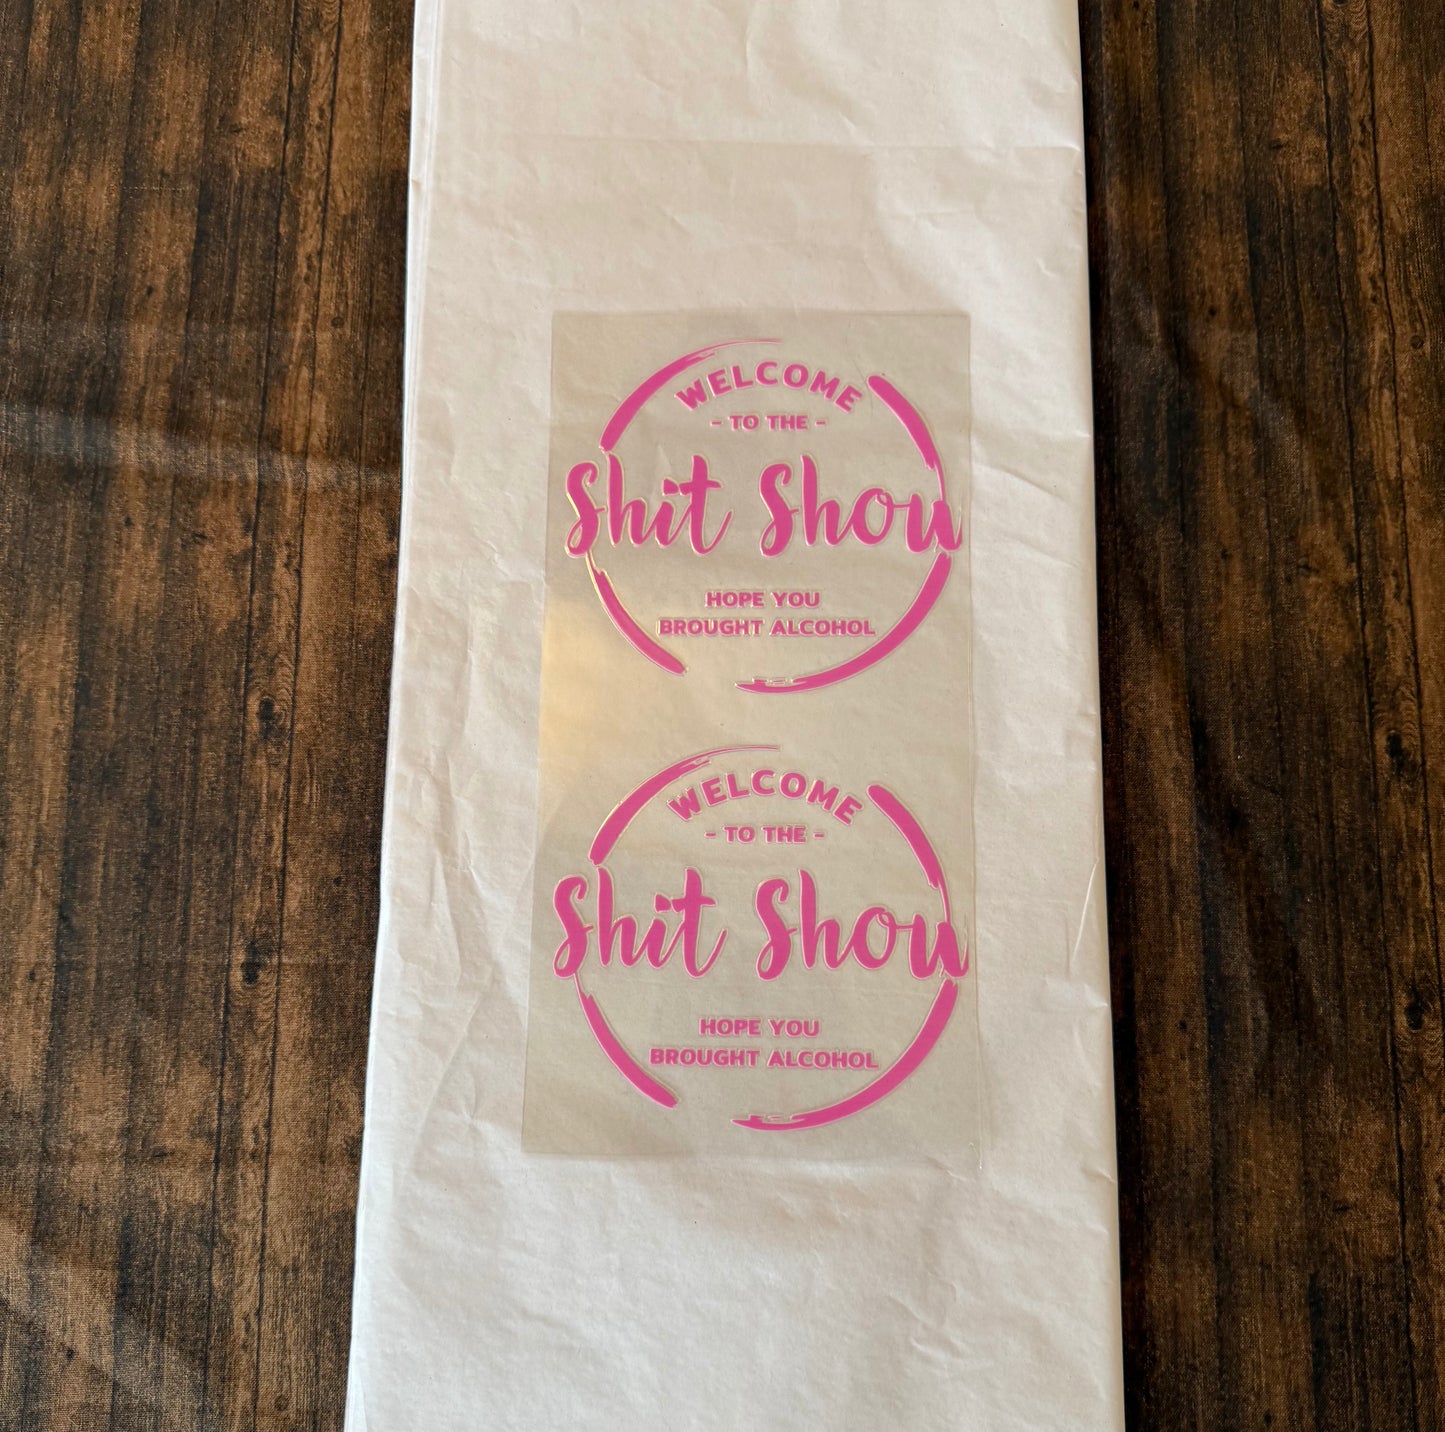 WELCOME
- TO THE -
Shit Show
HOPE YOU
BROUGHT ALCOHOL
WELCOME
- TO THE -
Shit Show
HOPE YOU
BROUGHT ALCOHOL